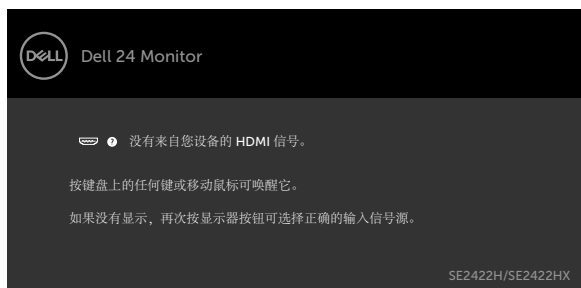 DELL Dell 24 Monitor
? 没有来自您设备的 HDMI 信号。
按键盘上的任何键或移动鼠标可唤醒它。
如果没有显示，再次按显示器按钮可选择正确的输入信号源。
SE2422H/SE2422HX